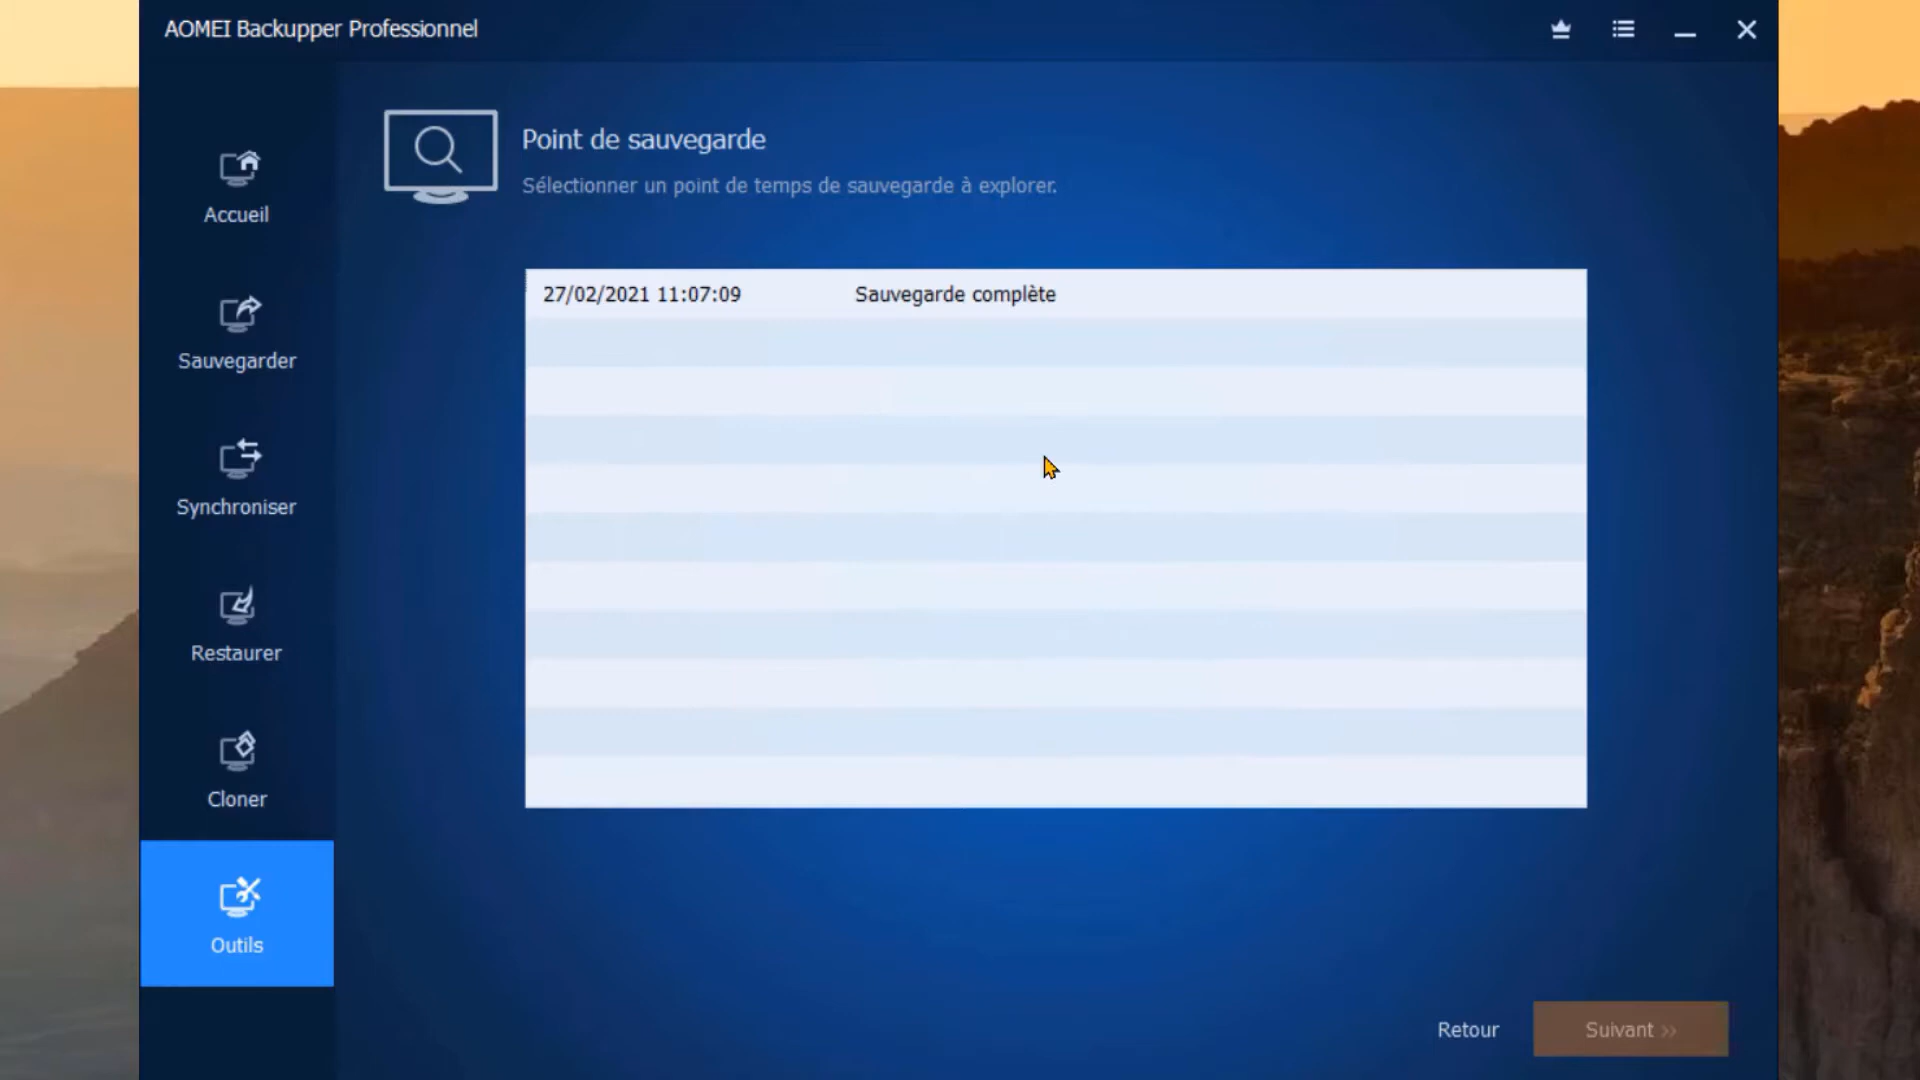 AOMEI Backupper Professionnel
Point de sauvegarde
Sélectionner un point de temps de sauvegarde à explorer.
Accueil
Sauvegarder
Synchroniser
Restaurer
Cloner
Outils
27/02/2021 11:07:09 Sauvegarde complète
Retour
Suivant >>